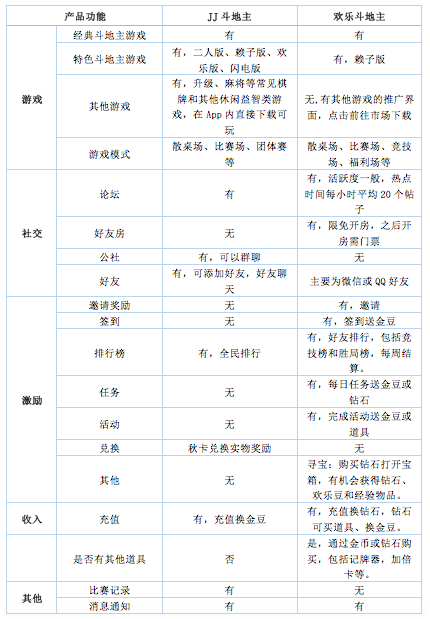 产品功能 JJ 斗地主 欢乐斗地主
游戏
经典斗地主游戏 有 有
特色斗地主游戏
有，二人版、赖子版、欢
乐版、闪电版
有，赖子版
其他游戏
有，升级、麻将等常见棋
牌和其他休闲益智类游
戏，在 App 内直接下载可
玩
无,有其他游戏的推广界
面，点击前往市场下载
游戏模式
散桌场、比赛场、团体赛
等
散桌场、比赛场、竞技
场、福利场等
社交
论坛
有
有，活跃度一般，热点
时间每小时平均 20 个帖
子
好友房
无
有，限免开房，之后开
房需门票
公社 有，可以群聊 无
好友
有，可添加好友，好友聊
天
主要为微信或QQ 好友
激励
邀请奖励 无 有，邀请
签到 无 有，签到送金豆
排行榜
有，全民排行
有，好友排行，包括竞
技榜和胜局榜，每周结
算。
任务
无
有，每日任务送金豆或
钻石
活动
无
有，完成活动送金豆或
道具
兑换 秋卡兑换实物奖励 无
其他
无
寻宝：购买钻石打开宝
箱，有机会获得钻石、
欢乐豆和经验物品。
收入
充值
有，充值换金豆
有，充值换钻石，钻石
可买道具、换金豆。
是否有其他道具
否
是，通过金币或钻石购
买，包括记牌器，加倍
卡等。
其他
比赛记录 有 无
消息通知 有 有